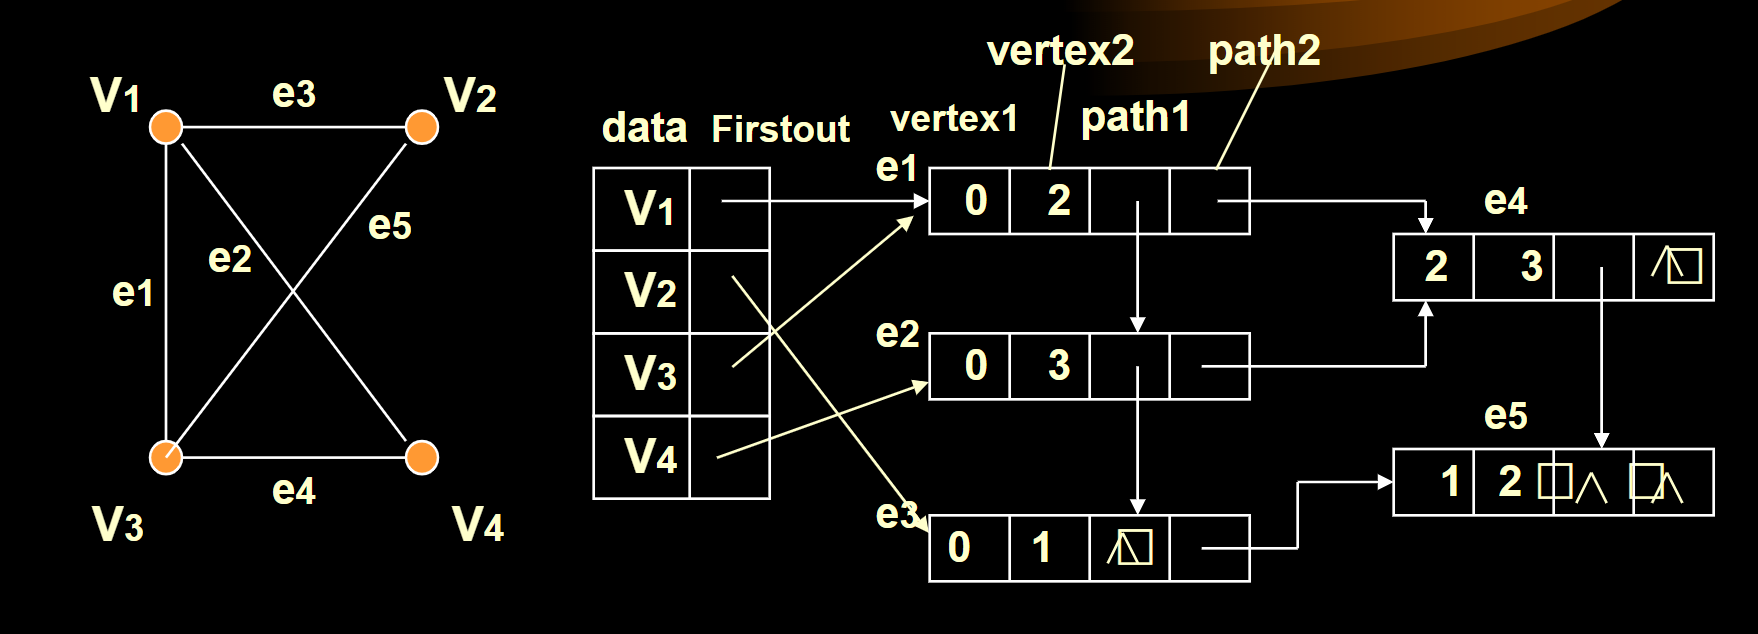 vertex2 path2
V1 e3 V2
data Firstout vertex1 path1
e1
V1 0 2
e4
e5
e2
2 3 ∧
e1
V2
e2
V3 0 3
e5
V4
1 2 ∧ ∧
e4
e3
V3 V4
0 1 ∧